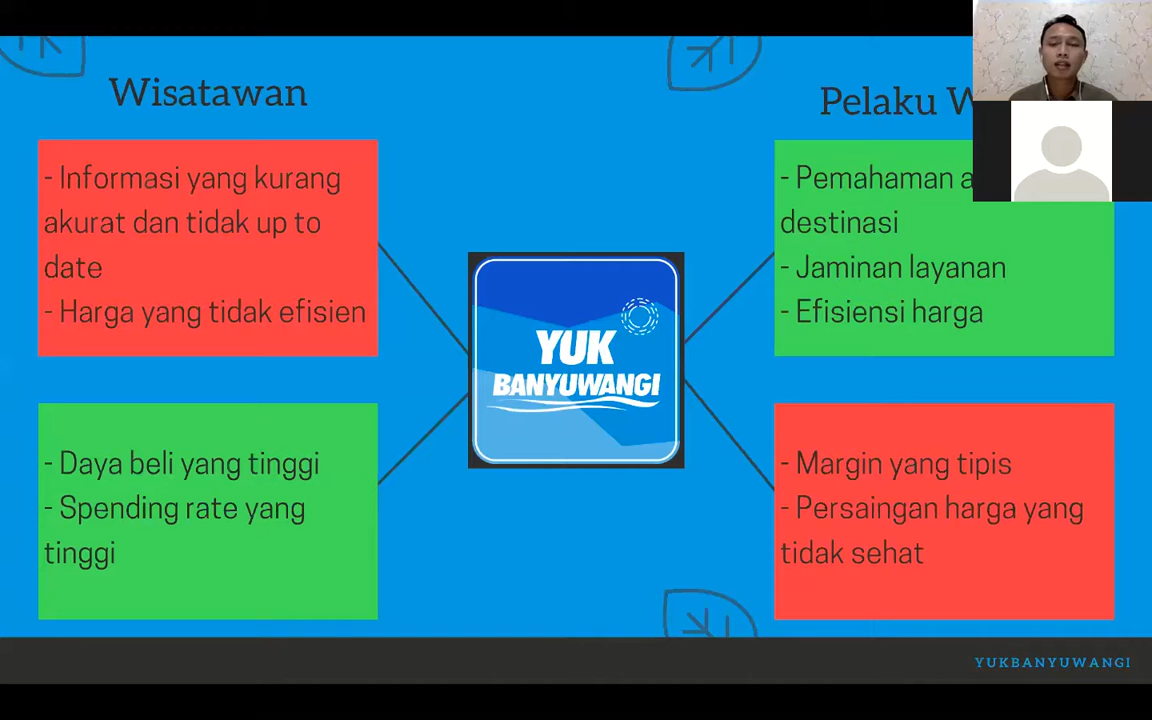 Wisatawan
- Informasi yang kurang
akurat dan tidak up to
date
- Harga yang tidak efisien
- Daya beli yang tinggi
- Spending rate yang
tinggi
YUK
BANYUWANGI
Pelaku
- Pemahaman
destinasi
- Jaminan layanan
- Efisiensi harga
- Margin yang tipis
- Persaingan harga yang
tidak sehat
YUKBANYUWANGI